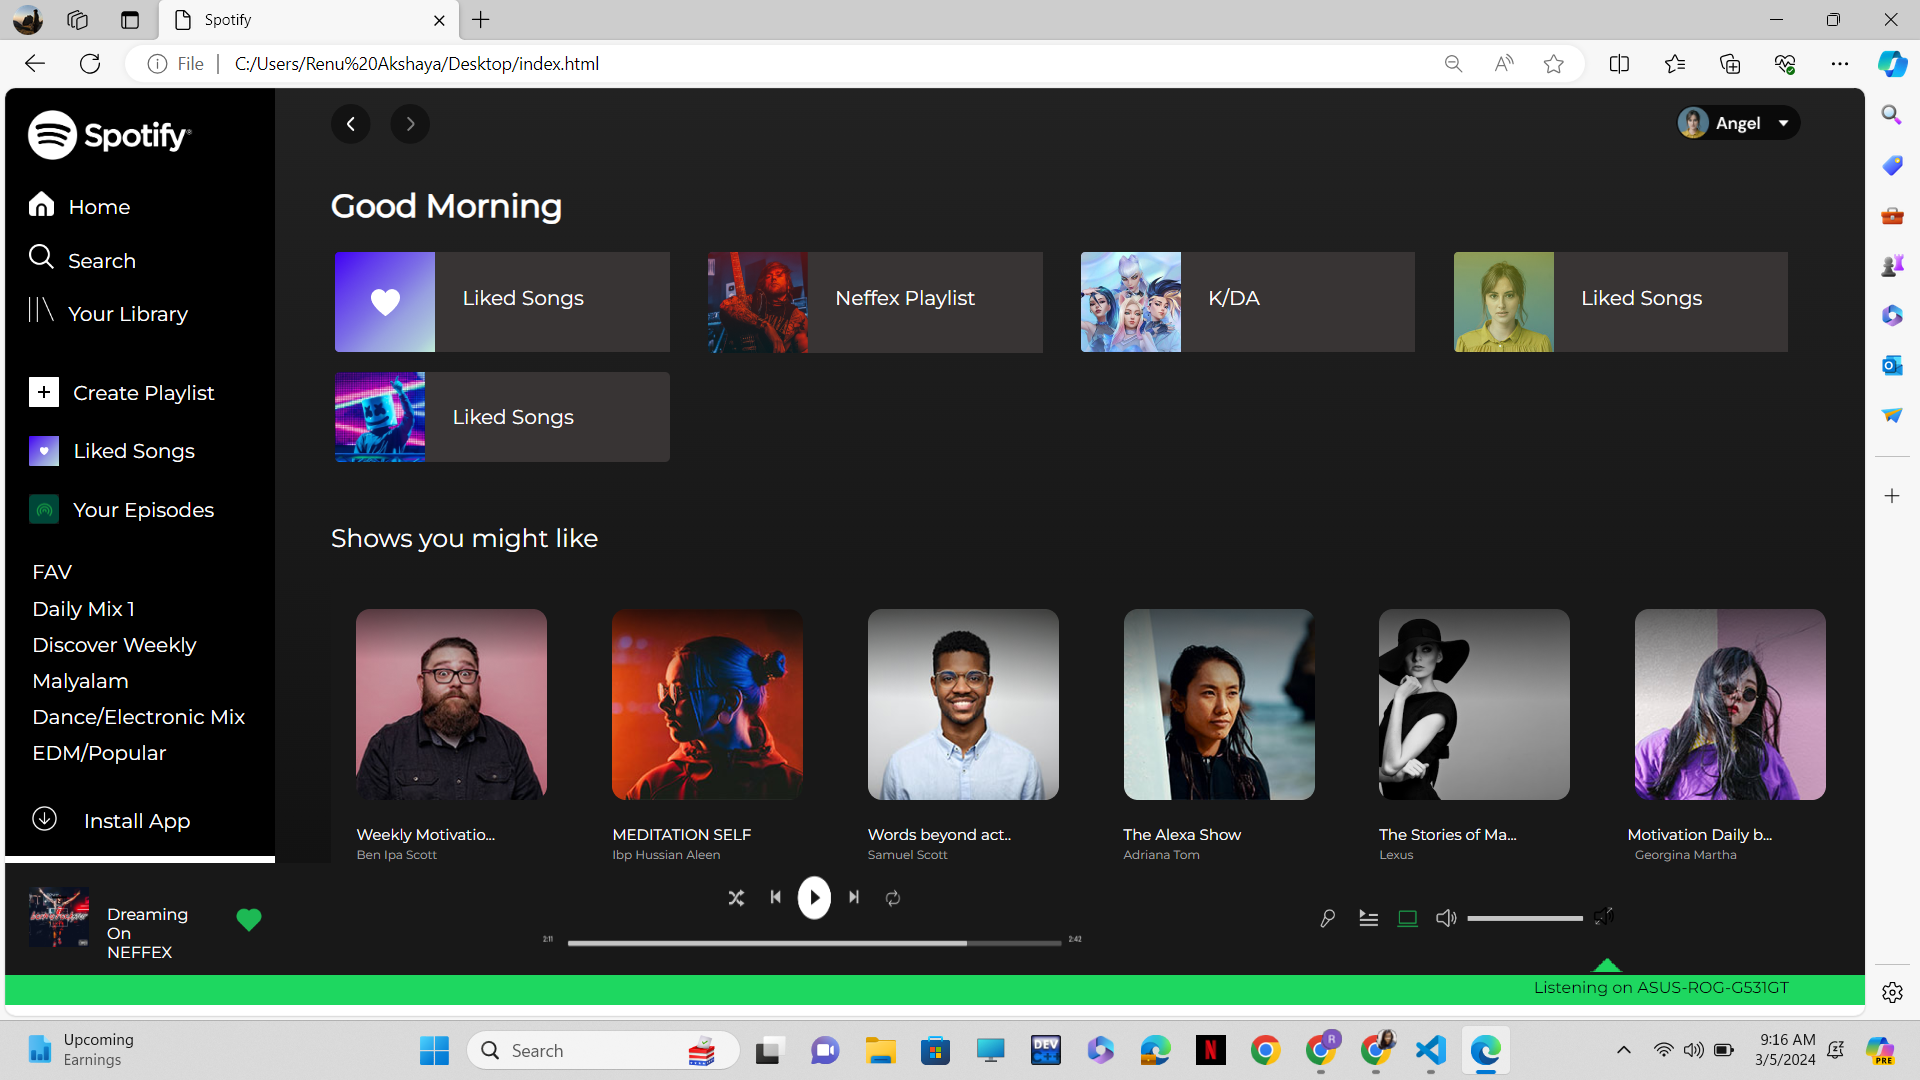 Spotify
File
C:/Users/Renu%20Akshaya/Desktop/index.html
Spotify
Home
Search
Your Library
Create Playlist
Liked Songs
Your Episodes
FAV
Daily Mix 1
Discover Weekly
Malyalam
Dance/Electronic Mix
EDM/Popular
Install App
Angel
Good Morning
Liked Songs
Neffex Playlist
K/DA
Liked Songs
Liked Songs
Shows you might like
Weekly Motivatio...
Ben Ipa Scott
MEDITATION SELF
Ibp Hussian Aleen
Words beyond act..
Samuel Scott
The Alexa Show
Adriana Tom
The Stories of Ma...
Lexus
Motivation Daily b...
Georgina Martha
Dreaming
On
NEFFEX
2:11
2:42
Listening on ASUS-ROG-G531GT
Upcoming
Earnings
Search
DEV
C++
N
R
9:16 AM
3/5/2024
PRE